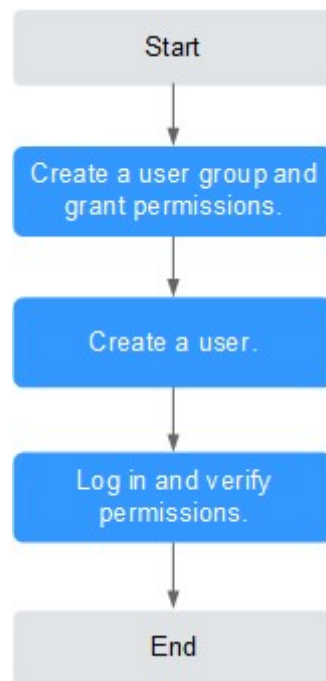 Start
Create a user group and
grant permissions.
Create a user.
Log in and verify
permissions.
End